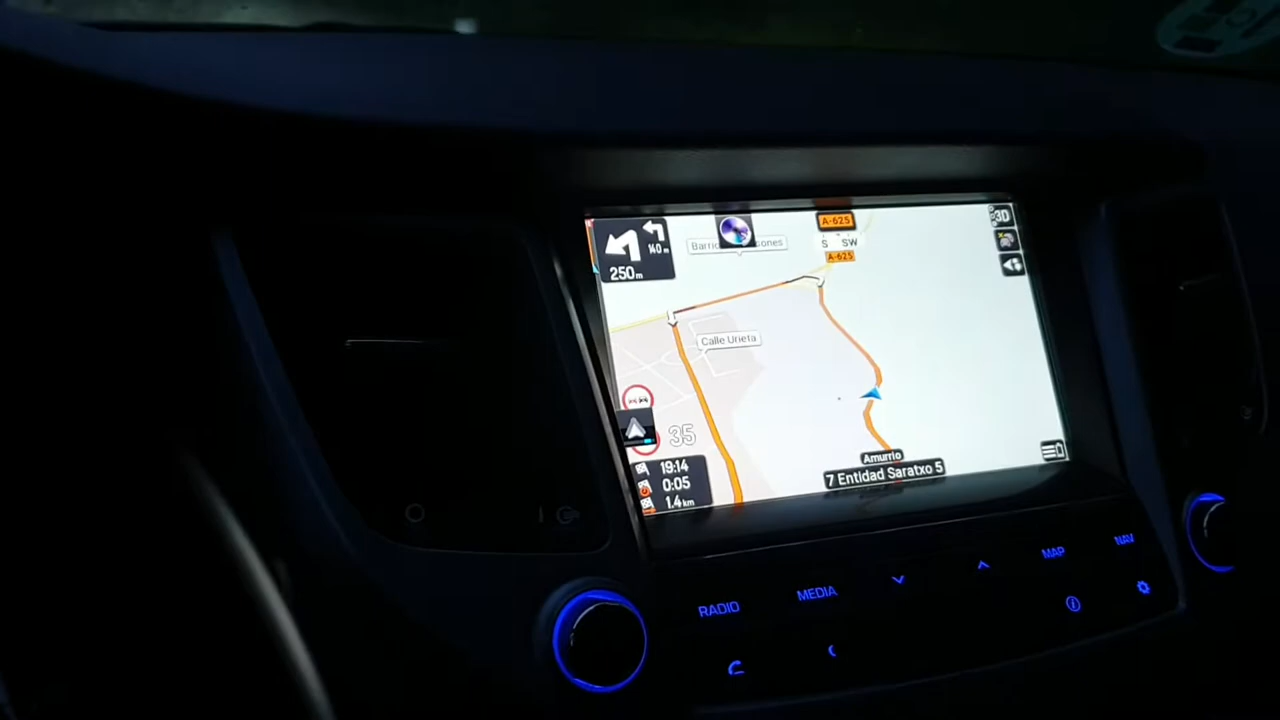 A-625
3D
140m
250m
S SW
A-625
Calle Urieta
35
19:14
0:05
1.4km
Amurrio
7 Entidad Saratxo 5
RADIO
MEDIA
MAP
NAV